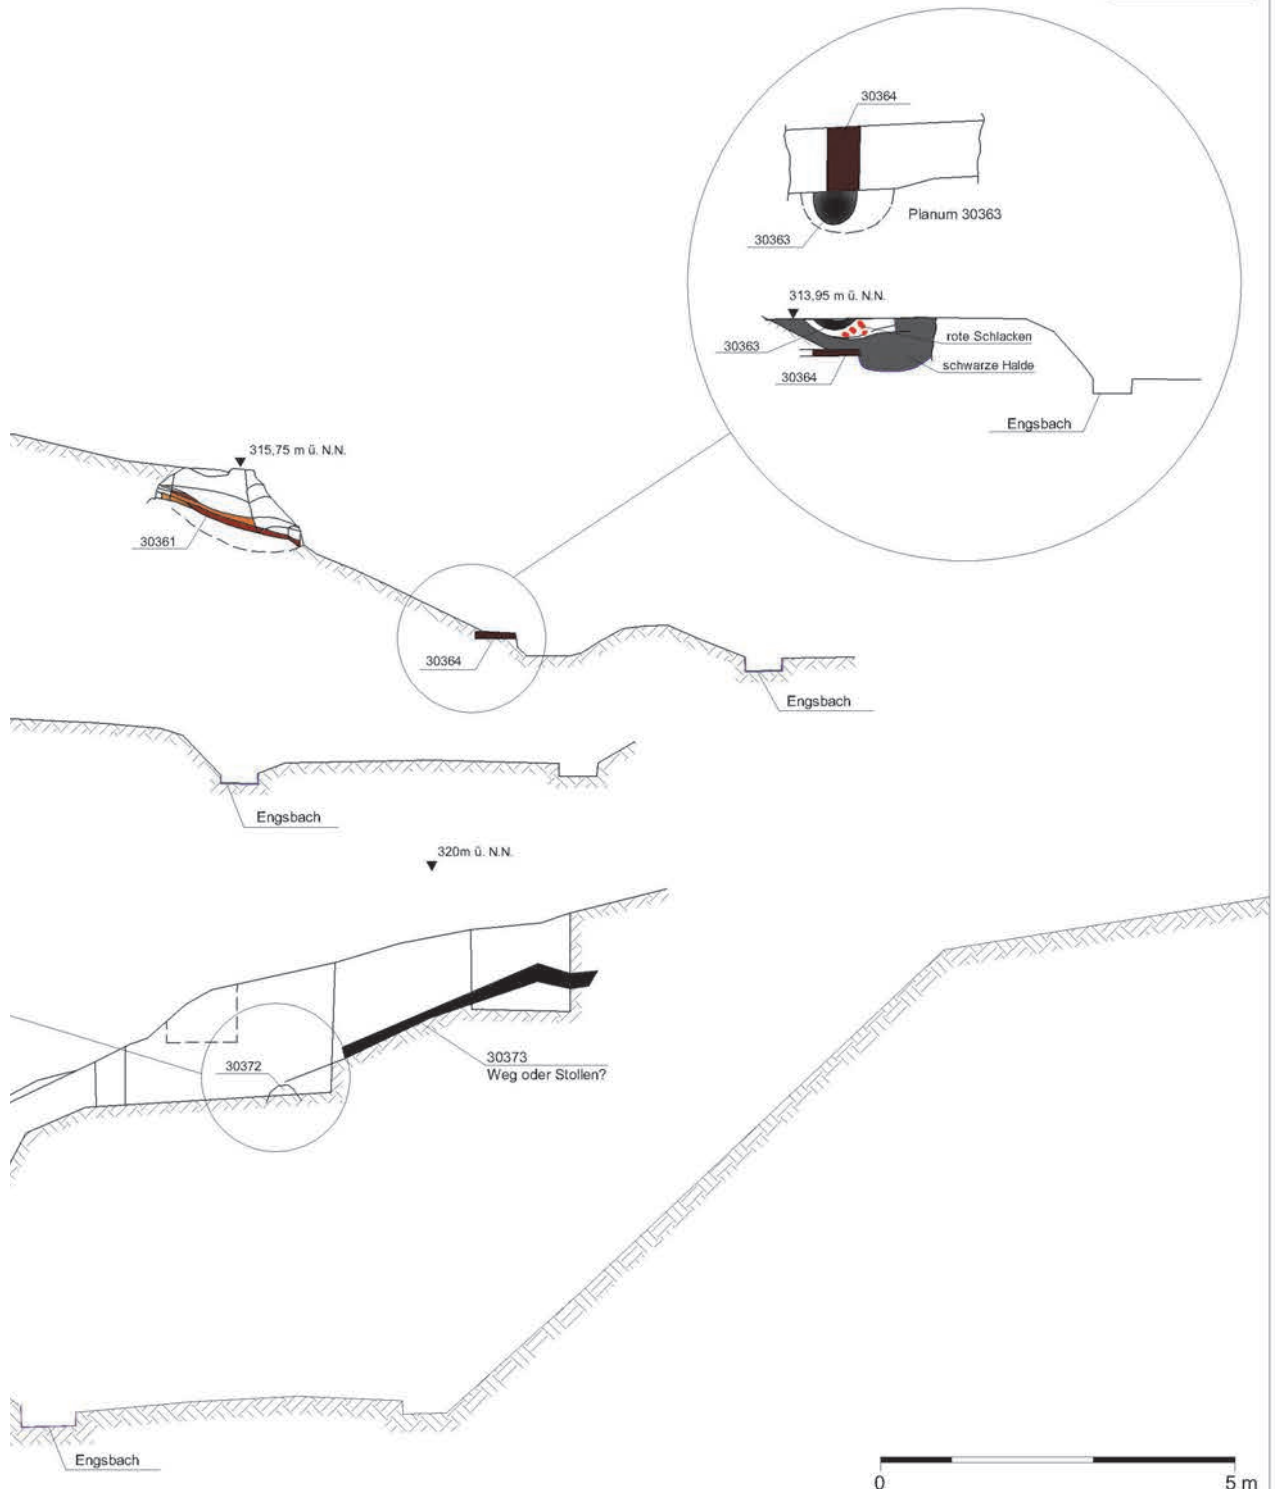 30364
Planum 30363
30363
313,95 m ü. N.N.
rote Schlacken
30363
schwarze Halde
30364
Engsbach
315,75 m ü. N.N.
30361
30364
Engsbach
Engsbach
320m ü. N.N.
30372
30373
Weg oder Stollen?
Engsbach
0
5 m